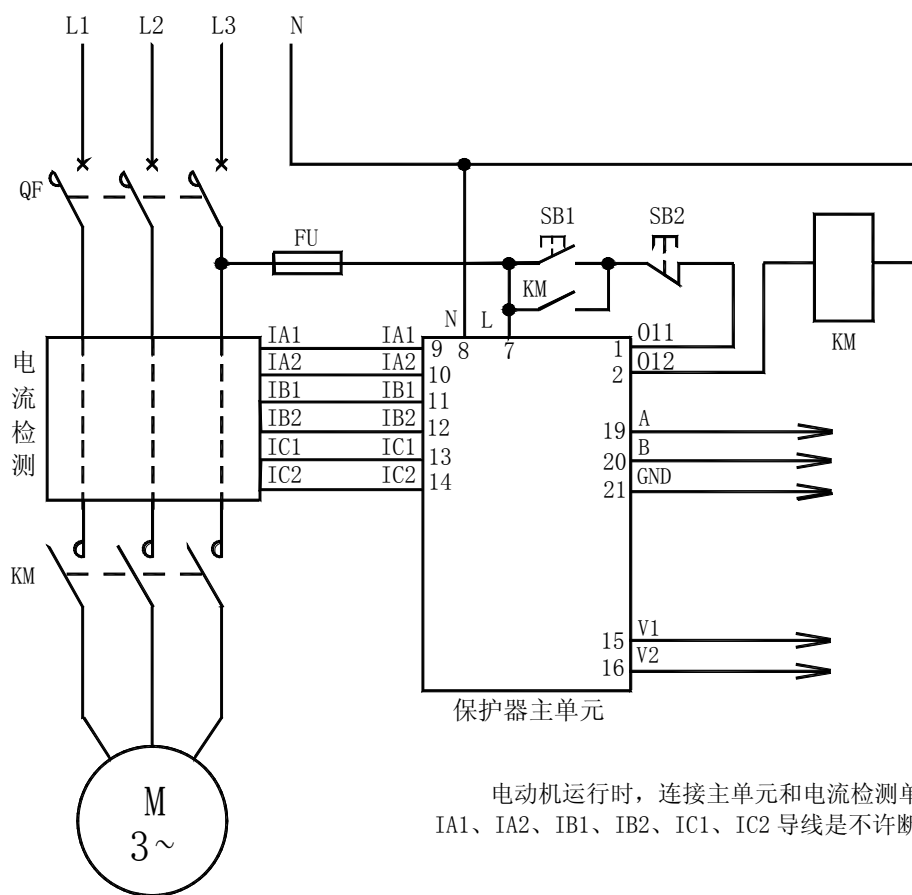 L1 L2 L3 N
QF
SB1 SB2
FU
KM
N L
KM
8 7
IA1 IA1 9 1 O11
IA2 IA2 10 2 O12
IB1 IB1 11
IB2 IB2 12 19 A
IC1 IC1 13 20 B
IC2 IC2 14 21 GND
电流检测
KM
15 V1
16 V2
保护器主单元
M
3~
电动机运行时，连接主单元和电流检测单
IA1、IA2、IB1、IB2、IC1、IC2 导线是不许断